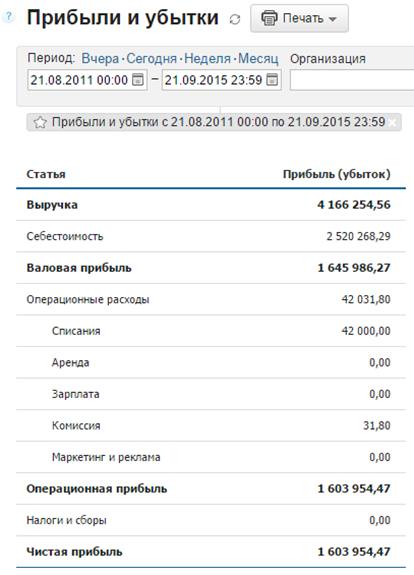 ?
Прибыли и убытки
Печать
Период: Вчера·Сегодня·Неделя·Месяц Организация
21.08.2011 00:00 – 21.09.2015 23:59
Прибыли и убытки с 21.08.2011 00:00 по 21.09.2015 23:59 ×
Статья Прибыль (убыток)
Выручка 4 166 254,56
Себестоимость 2 520 268,29
Валовая прибыль 1 645 986,27
Операционные расходы 42 031,80
Списания 42 000,00
Аренда 0,00
Зарплата 0,00
Комиссия 31,80
Маркетинг и реклама 0,00
Операционная прибыль 1 603 954,47
Налоги и сборы 0,00
Чистая прибыль 1 603 954,47